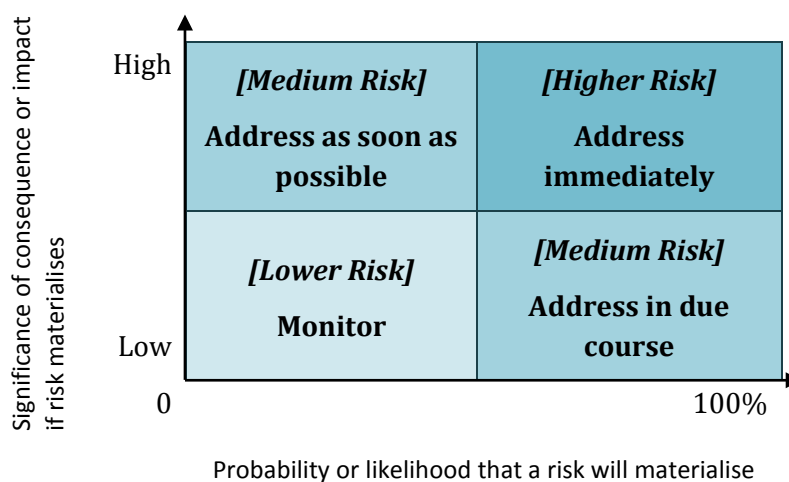 Significance of consequence or impact
if risk materialises
High
[Medium Risk]
Address as soon as
possible
[Higher Risk]
Address
immediately
[Lower Risk]
Monitor
[Medium Risk]
Address in due
course
Low
0
100%
Probability or likelihood that a risk will materialise